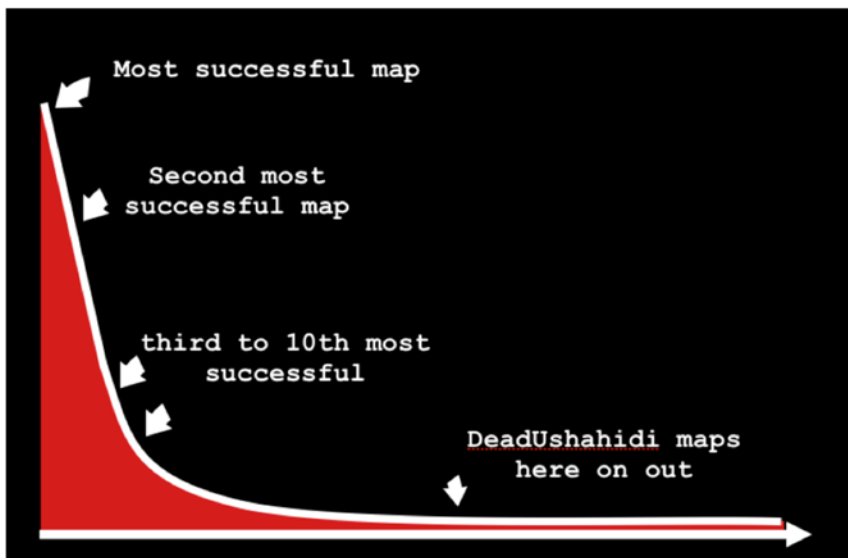 Most successful map
Second most
successful map
third to 10th most
successful
DeadUshahidi maps
here on out